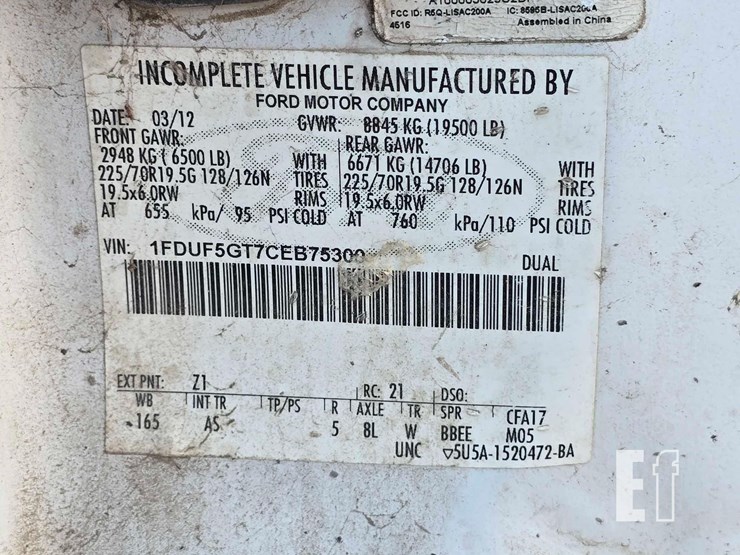 FCC ID: R5Q-LISAC200A IC: 8595B-LISAC200A
4516 Assembled in China
INCOMPLETE VEHICLE MANUFACTURED BY
FORD MOTOR COMPANY
DATE: 03/12 GVWR: 8845 KG (19500 LB)
FRONT GAWR: REAR GAWR:
2948 KG (6500 LB) WITH 6671 KG (14706 LB) WITH
225/70R19.5G 128/126N TIRES 225/70R19.5G 128/126N TIRES
19.5x6.0RW RIMS 19.5x6.0RW RIMS
AT 655 kPa/ 95 PSI COLD AT 760 kPa/110 PSI COLD
VIN: 1FDUF5GT7CEB75300
DUAL
EXT PNT: Z1 RC: 21 DSO:
WB INT TR TP/PS R AXLE TR SPR CFA17
165 AS 5 8L W BBEE M05
UNC ▽5U5A-1520472-BA
Ef